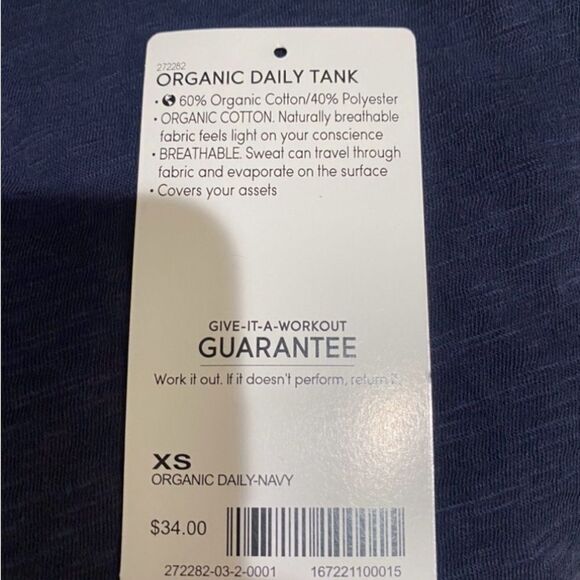 272282
ORGANIC DAILY TANK
• 60% Organic Cotton/40% Polyester
• ORGANIC COTTON. Naturally breathable
fabric feels light on your conscience
• BREATHABLE. Sweat can travel through
fabric and evaporate on the surface
• Covers your assets
GIVE-IT-A-WORKOUT
GUARANTEE
Work it out. If it doesn't perform, return it.
XS
ORGANIC DAILY-NAVY
$34.00
272282-03-2-0001 167221100015